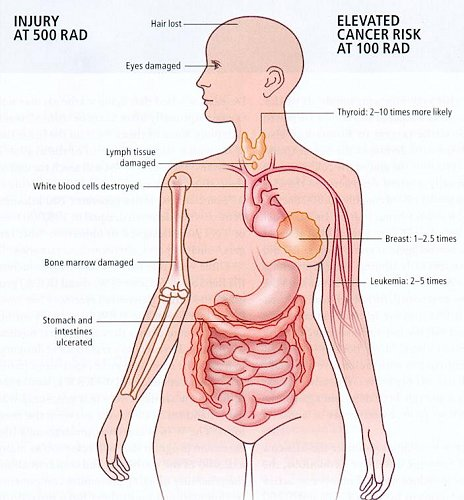 INJURY
AT 500 RAD
ELEVATED
CANCER RISK
AT 100 RAD
Hair lost
Eyes damaged
Thyroid: 2–10 times more likely
Lymph tissue
damaged
White blood cells destroyed
Breast: 1–2.5 times
Bone marrow damaged
Leukemia: 2–5 times
Stomach and
intestines
ulcerated